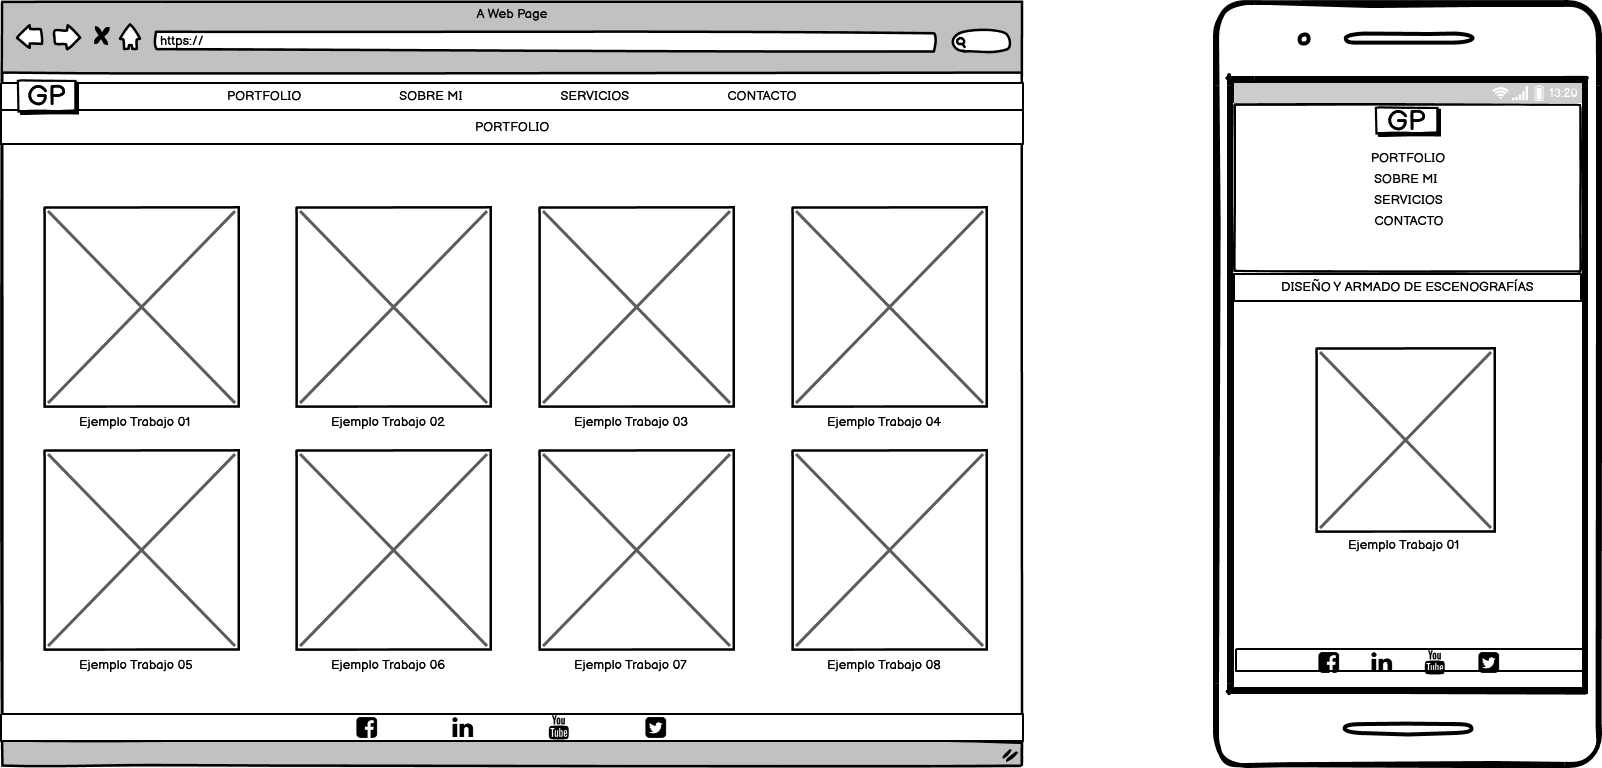 A Web Page
https://
GP
PORTFOLIO SOBRE MI SERVICIOS CONTACTO
PORTFOLIO
Ejemplo Trabajo 01 Ejemplo Trabajo 02 Ejemplo Trabajo 03 Ejemplo Trabajo 04
Ejemplo Trabajo 05 Ejemplo Trabajo 06 Ejemplo Trabajo 07 Ejemplo Trabajo 08
f in You Tube
13:20
GP
PORTFOLIO
SOBRE MI
SERVICIOS
CONTACTO
DISEÑO Y ARMADO DE ESCENOGRAFÍAS
Ejemplo Trabajo 01
f in You Tube